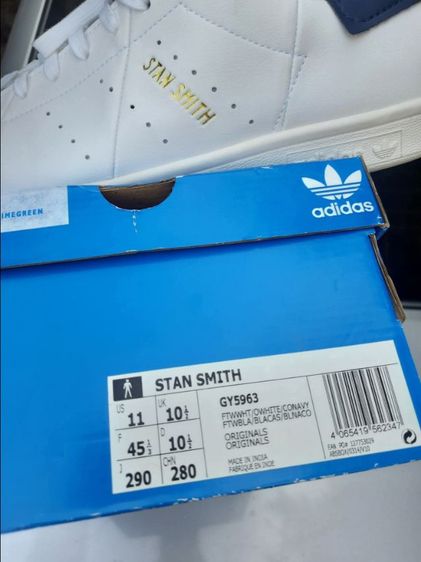 STAN SMITH
IMEGREEN
adidas
STAN SMITH
US 11 UK 10½
GY5963
FTWWHT/OWHITE/CONAVY
FTWBLA/BLACAS/BLNACO
F 45⅓ D 10½
ORIGINALS
ORIGINALS
J 290 CHN 280
MADE IN INDIA
FABRIQUE EN INDE
4 065419 562347